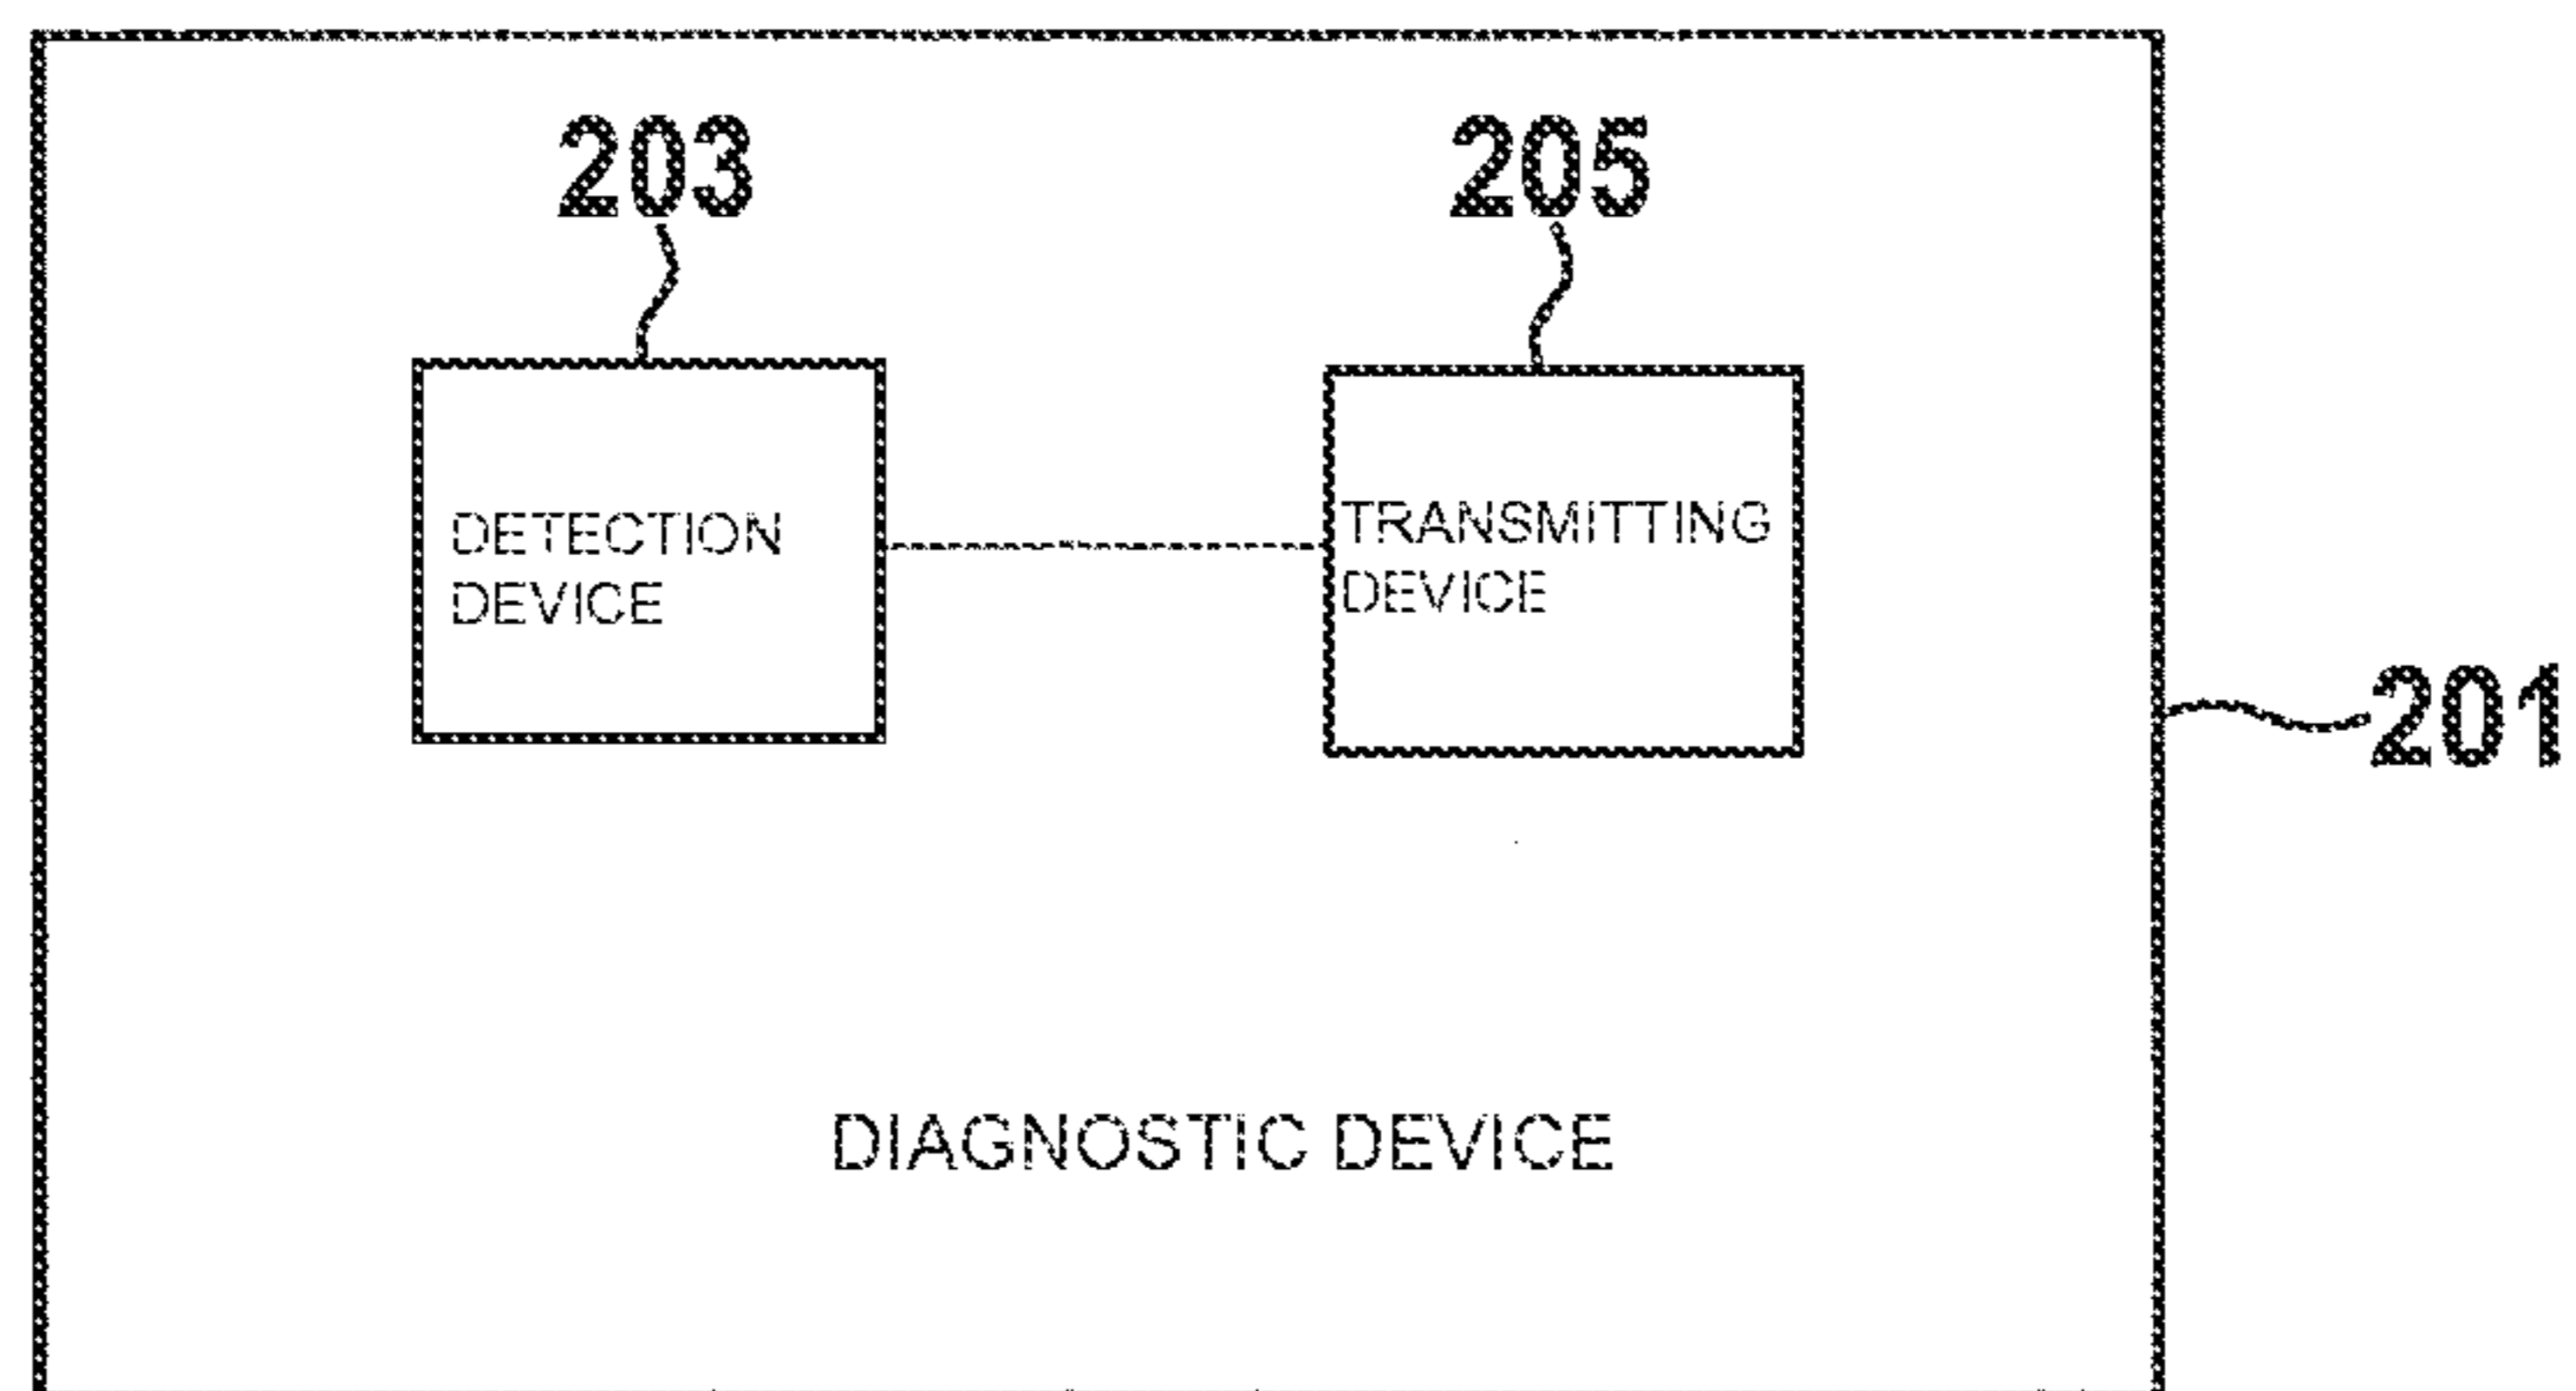 203
205
DETECTION
DEVICE
TRANSMITTING
DEVICE
201
DIAGNOSTIC DEVICE